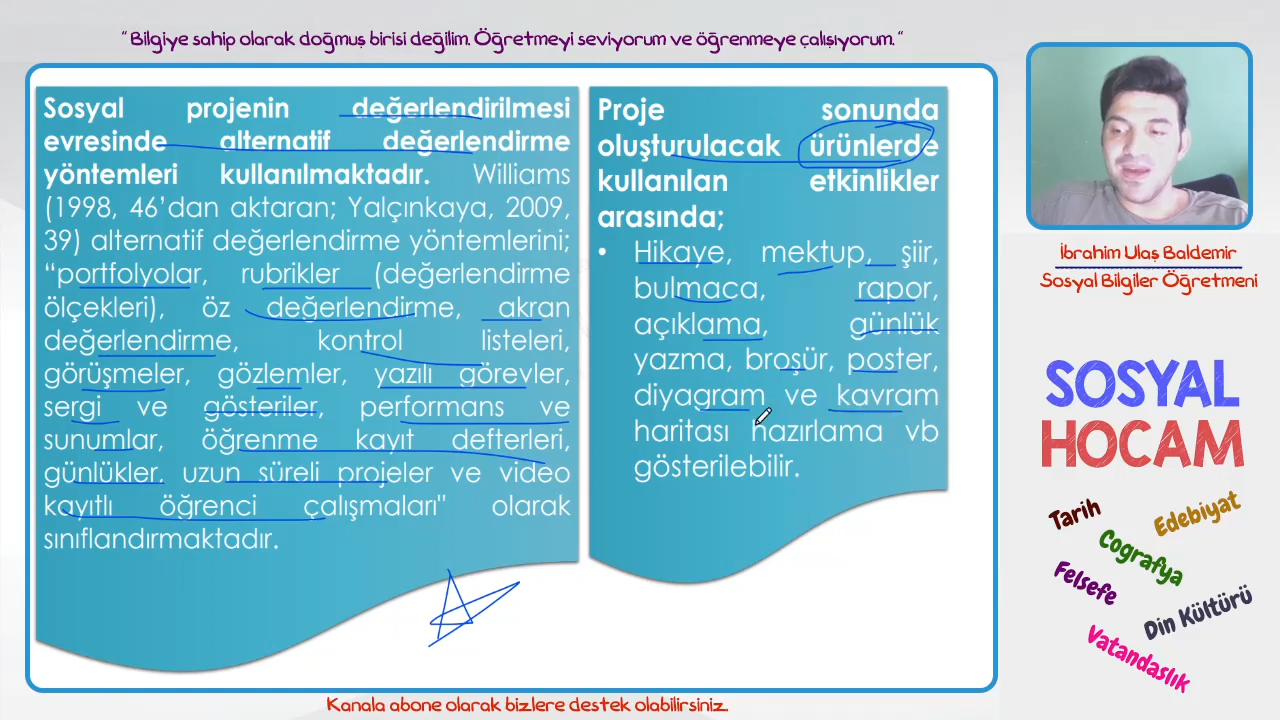 “Bilgiye sahip olarak doğmuş birisi değilim. Öğretmeyi seviyorum ve öğrenmeye çalışıyorum.“
Sosyal projenin değerlendirilmesi
evresinde alternatif değerlendirme
yöntemleri kullanılmaktadır. Williams
(1998, 46’dan aktaran; Yalçınkaya, 2009,
39) alternatif değerlendirme yöntemlerini;
“portfolyolar, rubrikler (değerlendirme
ölçekleri), öz değerlendirme, akran
değerlendirme, kontrol listeleri,
görüşmeler, gözlemler, yazılı görevler,
sergi ve gösteriler, performans ve
sunumlar, öğrenme kayıt defterleri,
günlükler, uzun süreli projeler ve video
kayıtlı öğrenci çalışmaları" olarak
sınıflandırmaktadır.
Proje sonunda
oluşturulacak ürünlerde
kullanılan etkinlikler
arasında;
• Hikaye, mektup, şiir,
bulmaca, rapor,
açıklama, günlük
yazma, broşür, poster,
diyagram ve kavram
haritası hazırlama vb
gösterilebilir.
İbrahim Ulaş Baldemir
Sosyal Bilgiler Öğretmeni
SOSYAL
HOCAM
Tarih
Edebiyat
Coğrafya
Felsefe
Din Kültürü
Vatandaslık
Kanala abone olarak bizlere destek olabilirsiniz.